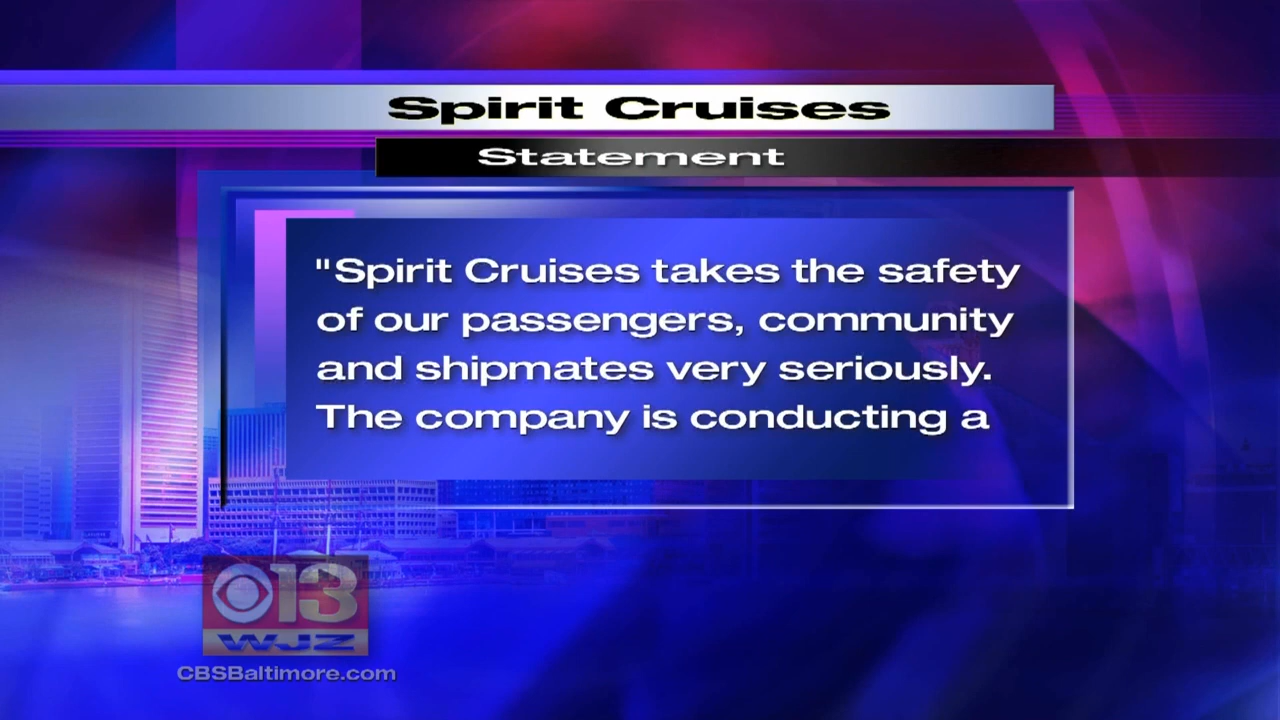 Spirit Cruises
Statement
"Spirit Cruises takes the safety
of our passengers, community
and shipmates very seriously.
The company is conducting a
13
WJZ
CBSBaltimore.com